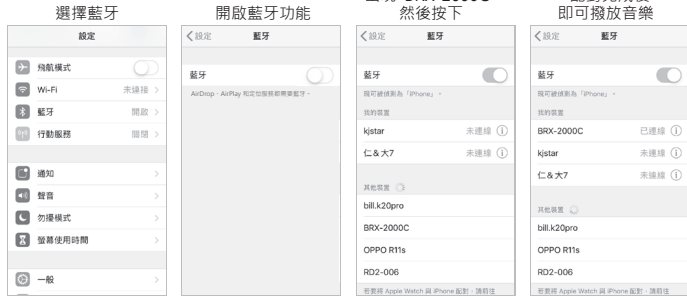 選擇藍牙
設定
飛航模式
Wi-Fi 未連接
藍牙 開啟
行動服務 關閉
通知
聲音
勿擾模式
螢幕使用時間
一般
開啟藍牙功能
設定 藍牙
藍牙
AirDrop、AirPlay 和定位服務都需要藍牙。
BRX-2000C
然後按下
設定 藍牙
藍牙
現可被偵測為「iPhone」。
我的裝置
kjstar 未連線
仁&大7 未連線
其他裝置
bill.k20pro
BRX-2000C
OPPO R11s
RD2-006
若要將 Apple Watch 與 iPhone 配對，請前往
即可撥放音樂
設定 藍牙
藍牙
現可被偵測為「iPhone」。
我的裝置
BRX-2000C 已連線
kjstar 未連線
仁&大7 未連線
其他裝置
bill.k20pro
OPPO R11s
RD2-006
若要將 Apple Watch 與 iPhone 配對，請前往